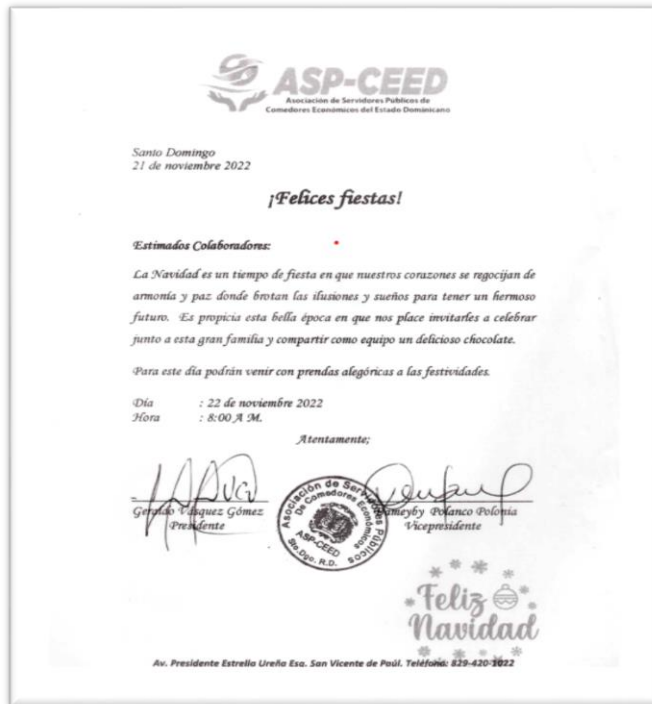 ASP-CEED
Asociación de Servidores Públicos de
Comedores Económicos del Estado Dominicano
Santo Domingo
21 de noviembre 2022
¡Felices fiestas!
Estimados Colaboradores:
La Navidad es un tiempo de fiesta en que nuestros corazones se regocijan de
armonía y paz donde brotan las ilusiones y sueños para tener un hermoso
futuro. Es propicia esta bella época en que nos place invitarles a celebrar
junto a esta gran familia y compartir como equipo un delicioso chocolate.
Para este día podrán venir con prendas alegóricas a las festividades.
Día : 22 de noviembre 2022
Hora : 8:00 A M.
Atentamente;
Vásquez Gómez
Presidente
Asociación de Servidores Públicos
De Comedores Económicos
ASP-CEED
Sto.Dgo. R.D.
Polanco Polonia
Vicepresidente
Feliz
Navidad
Av. Presidente Estrella Ureña Esq. San Vicente de Paúl. Teléfono: 829-420-1022